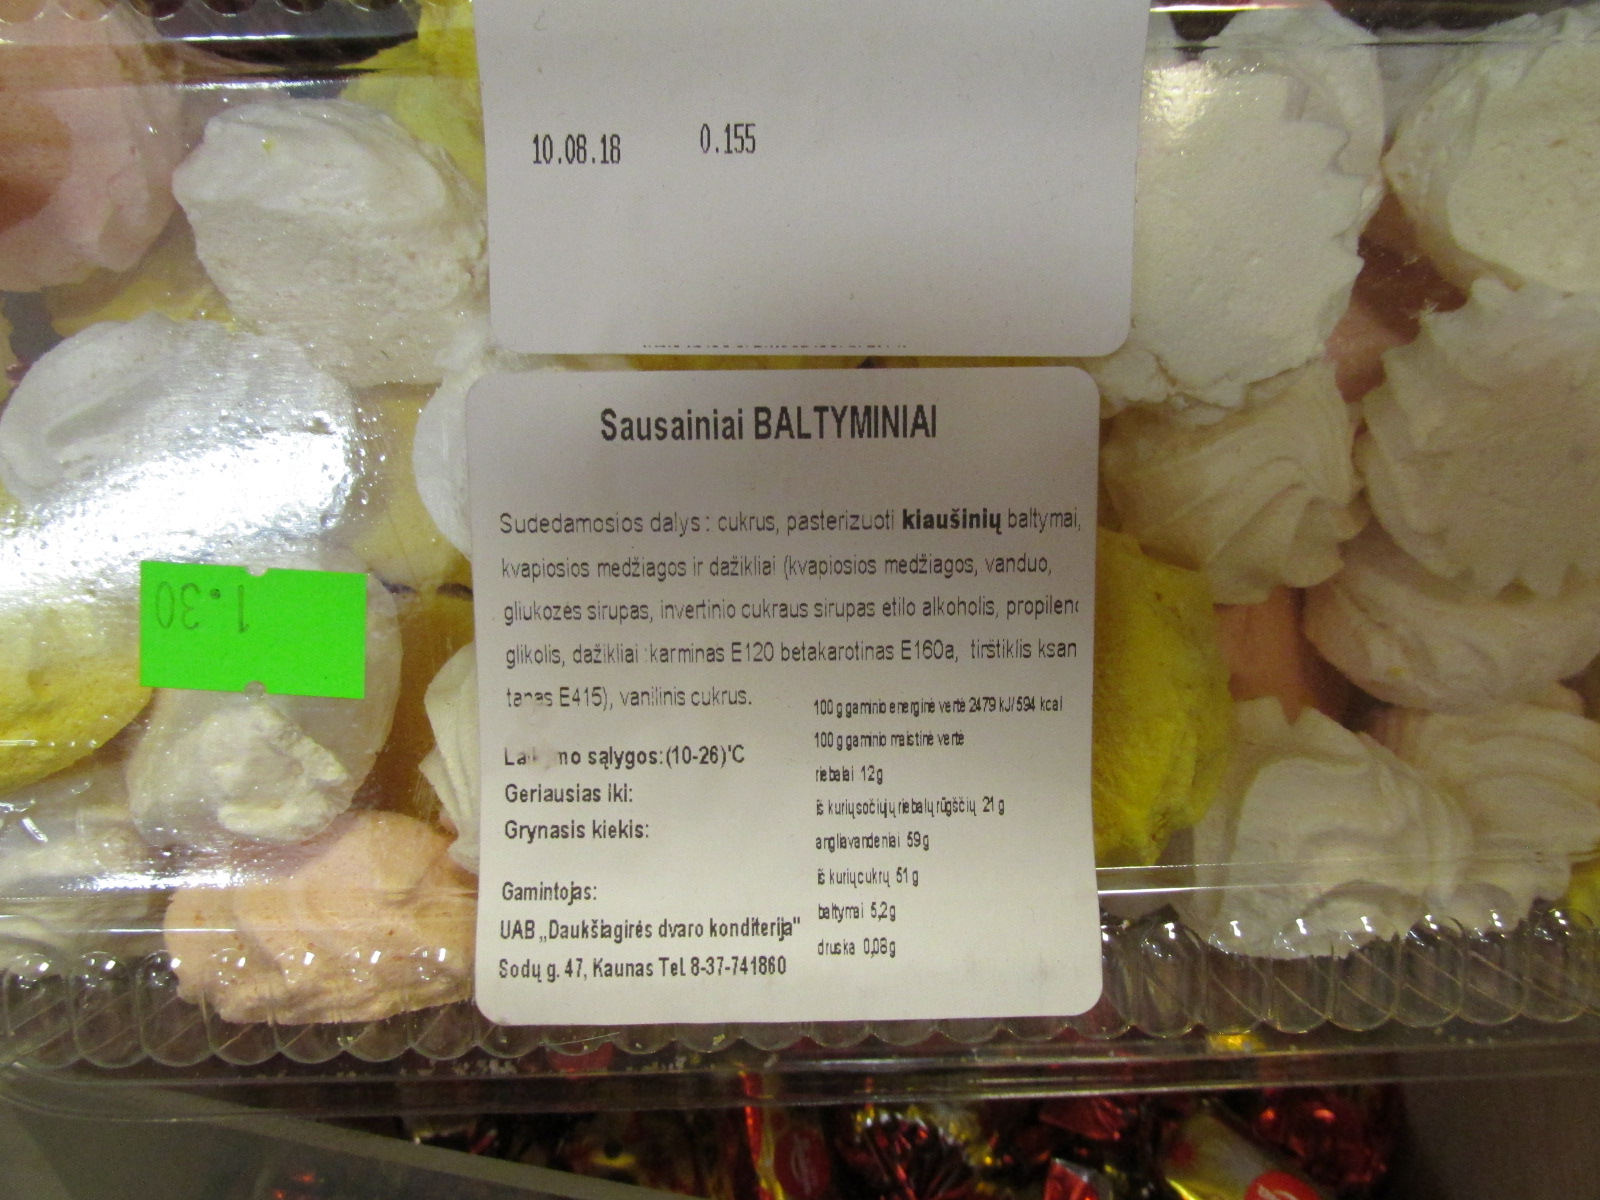 10.08.18 0.155
Sausainiai BALTYMINIAI
Sudedamosios dalys : cukrus, pasterizuoti kiaušinių baltymai,
kvapiosios medžiagos ir dažikliai (kvapiosios medžiagos, vanduo,
gliukozės sirupas, invertinio cukraus sirupas etilo alkoholis, propilen
glikolis, dažikliai :karminas E120 betakarotinas E160a, tirštiklis ksan
tanas E415), vanilinis cukrus.
sąlygos:(10-26)'C
Geriausias iki:
Grynasis kiekis:
Gamintojas:
UAB „Daukšiagirės dvaro konditerija"
Sodų g. 47, Kaunas Tel. 8-37-741860
100 g gaminio energinė vertė 2479 kJ/594 kcal
100 g gaminio maistinė vertė
riebalai 12g
iš kurių sočiųjų riebalų rūgščių 21 g
angliavandeniai 59g
iš kurių cukrų 51 g
baltymai 5,2g
druska 0,08g
1.30